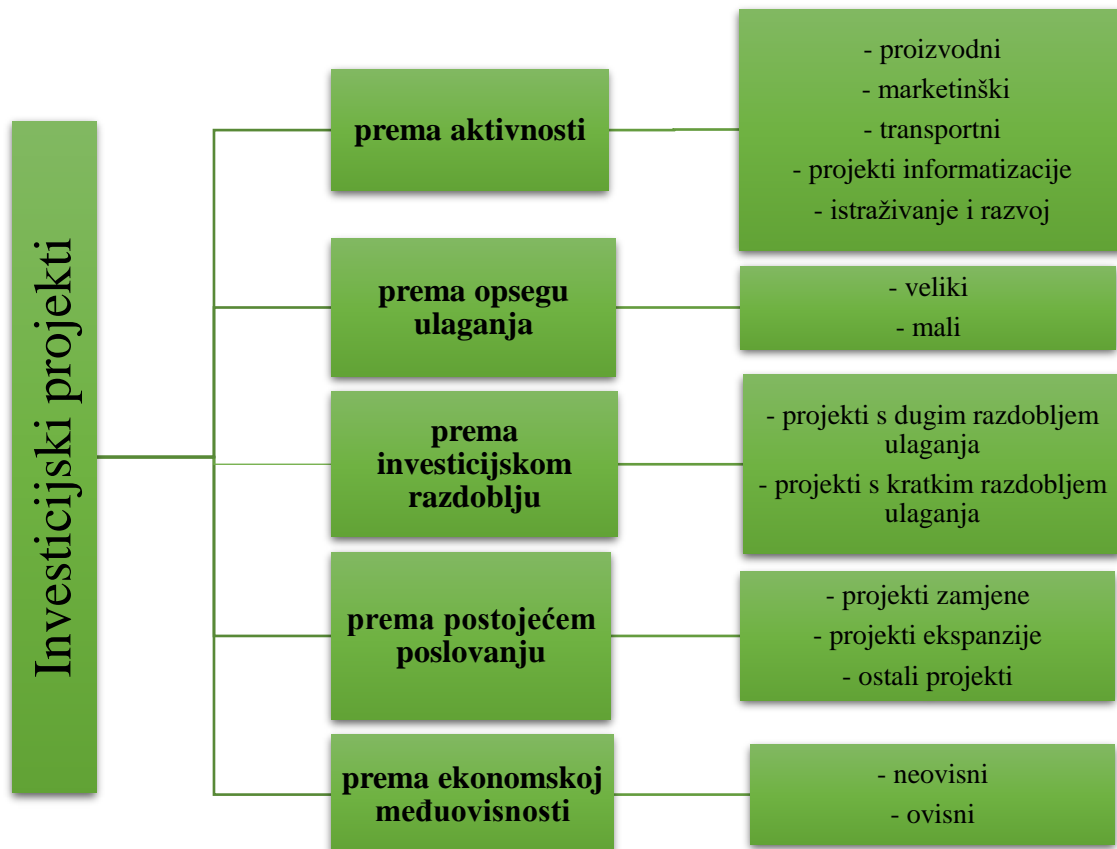 Investicijski projekti
prema aktivnosti
- proizvodni
- marketinški
- transportni
- projekti informatizacije
- istraživanje i razvoj
prema opsegu
ulaganja
- veliki
- mali
prema
investicijskom
razdoblju
- projekti s dugim razdobljem
ulaganja
- projekti s kratkim razdobljem
ulaganja
prema postojećem
poslovanju
- projekti zamjene
- projekti ekspanzije
- ostali projekti
prema ekonomskoj
međuovisnosti
- neovisni
- ovisni